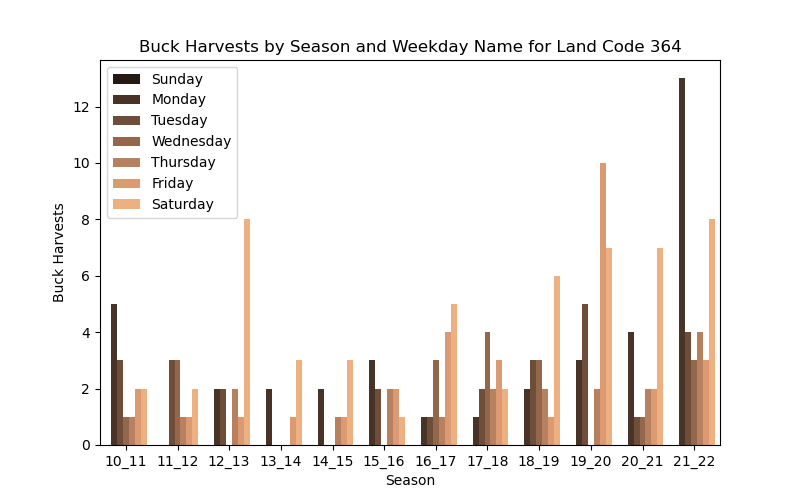 Buck Harvests by Season and Weekday Name for Land Code 364
Sunday
Monday
Tuesday
Wednesday
Thursday
Friday
Saturday
Buck Harvests
12
10
8
6
4
2
0
10_11 11_12 12_13 13_14 14_15 15_16 16_17 17_18 18_19 19_20 20_21 21_22
Season